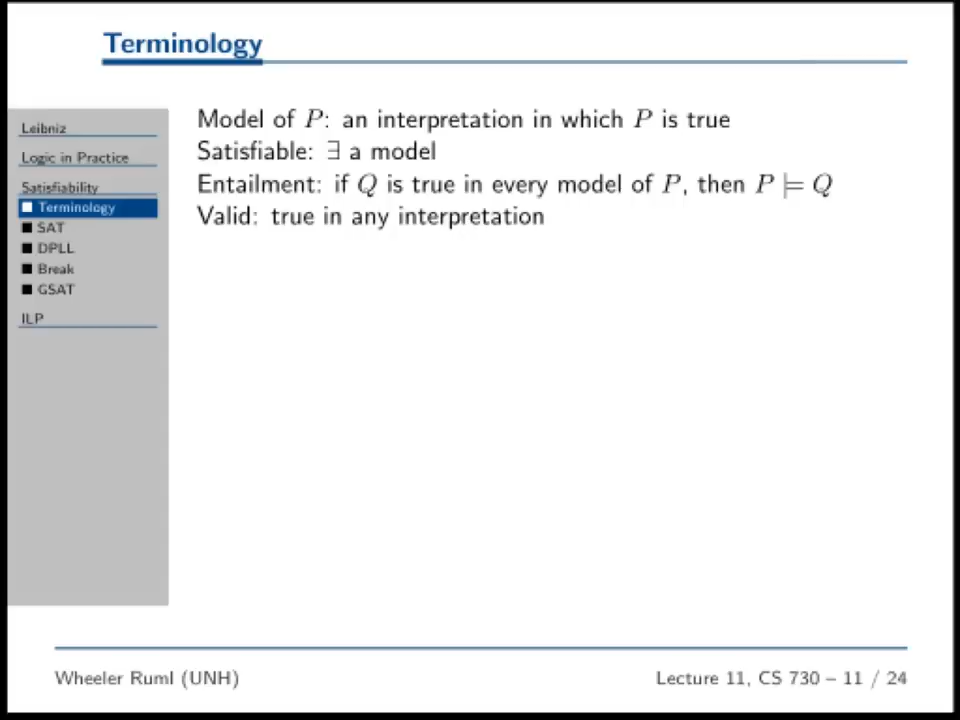 Terminology
Leibniz
Logic in Practice
Satisfiability
Terminology
SAT
DPLL
Break
GSAT
ILP
Model of P: an interpretation in which P is true
Satisfiable: ∃ a model
Entailment: if Q is true in every model of P, then P ⊨ Q
Valid: true in any interpretation
Wheeler Ruml (UNH)
Lecture 11, CS 730 – 11 / 24